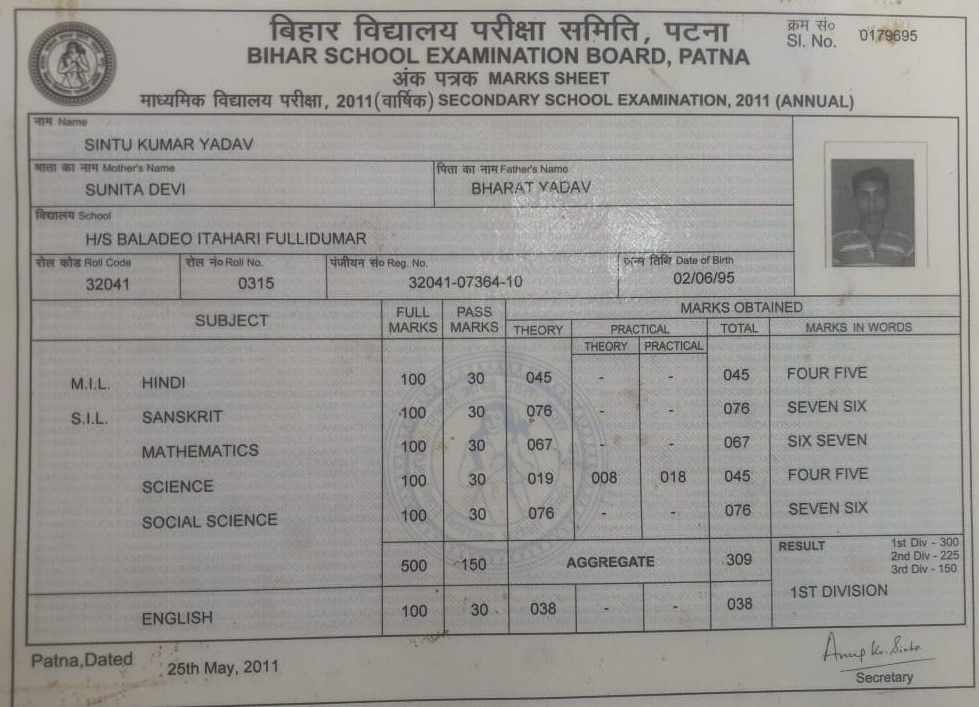 बिहार विद्यालय परीक्षा समिति, पटना
क्रम सं० 0179695
BIHAR SCHOOL EXAMINATION BOARD, PATNA
Sl. No.
अंक पत्रक MARKS SHEET
माध्यमिक विद्यालय परीक्षा, 2011(वार्षिक) SECONDARY SCHOOL EXAMINATION, 2011 (ANNUAL)
नाम Name
SINTU KUMAR YADAV
माता का नाम Mother's Name पिता का नाम Father's Name
SUNITA DEVI BHARAT YADAV
विद्यालय School
H/S BALADEO ITAHARI FULLIDUMAR
रोल कोड Roll Code रोल नं० Roll No. पंजीयन सं० Reg. No. जन्म तिथि Date of Birth
32041 0315 32041-07364-10 02/06/95
SUBJECT FULL MARKS PASS MARKS MARKS OBTAINED
THEORY PRACTICAL TOTAL MARKS IN WORDS
THEORY PRACTICAL
M.I.L. HINDI 100 30 045 - - 045 FOUR FIVE
S.I.L. SANSKRIT 100 30 076 - - 076 SEVEN SIX
MATHEMATICS 100 30 067 - - 067 SIX SEVEN
SCIENCE 100 30 019 008 018 045 FOUR FIVE
SOCIAL SCIENCE 100 30 076 - - 076 SEVEN SIX
500 150 AGGREGATE 309 RESULT 1st Div - 300
2nd Div - 225
3rd Div - 150
1ST DIVISION
ENGLISH 100 30 038 - - 038
Patna,Dated 25th May, 2011
Secretary